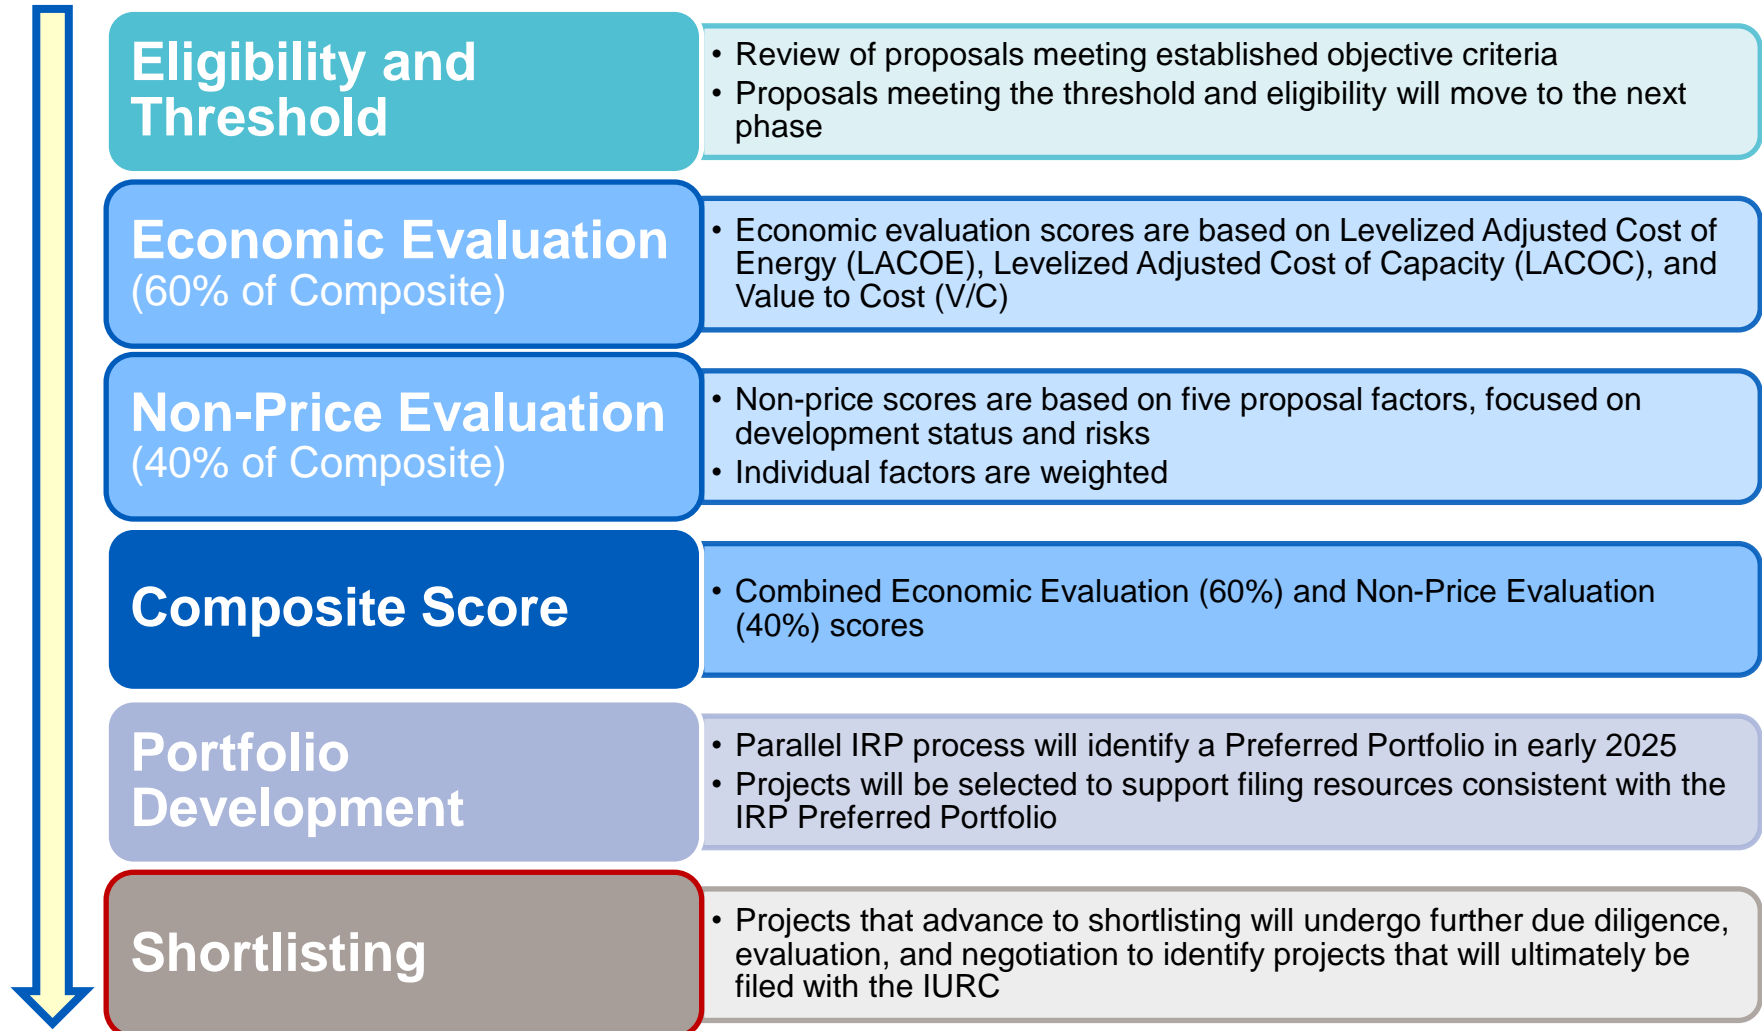 Eligibility and
Threshold
• Review of proposals meeting established objective criteria
• Proposals meeting the threshold and eligibility will move to the next
phase
Economic Evaluation
(60% of Composite)
• Economic evaluation scores are based on Levelized Adjusted Cost of
Energy (LACOE), Levelized Adjusted Cost of Capacity (LACOC), and
Value to Cost (V/C)
Non-Price Evaluation
(40% of Composite)
• Non-price scores are based on five proposal factors, focused on
development status and risks
• Individual factors are weighted
Composite Score
• Combined Economic Evaluation (60%) and Non-Price Evaluation
(40%) scores
Portfolio
Development
• Parallel IRP process will identify a Preferred Portfolio in early 2025
• Projects will be selected to support filing resources consistent with the
IRP Preferred Portfolio
Shortlisting
• Projects that advance to shortlisting will undergo further due diligence,
evaluation, and negotiation to identify projects that will ultimately be
filed with the IURC